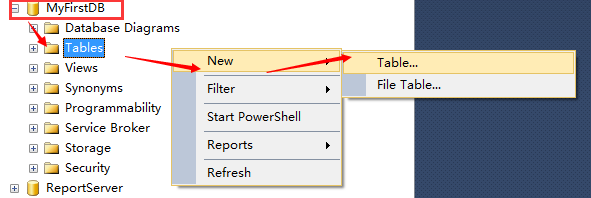 MyFirstDB
Database Diagrams
Tables
Views
Synonyms
Programmability
Service Broker
Storage
Security
ReportServer
New
Filter
Start PowerShell
Reports
Refresh
Table...
File Table...